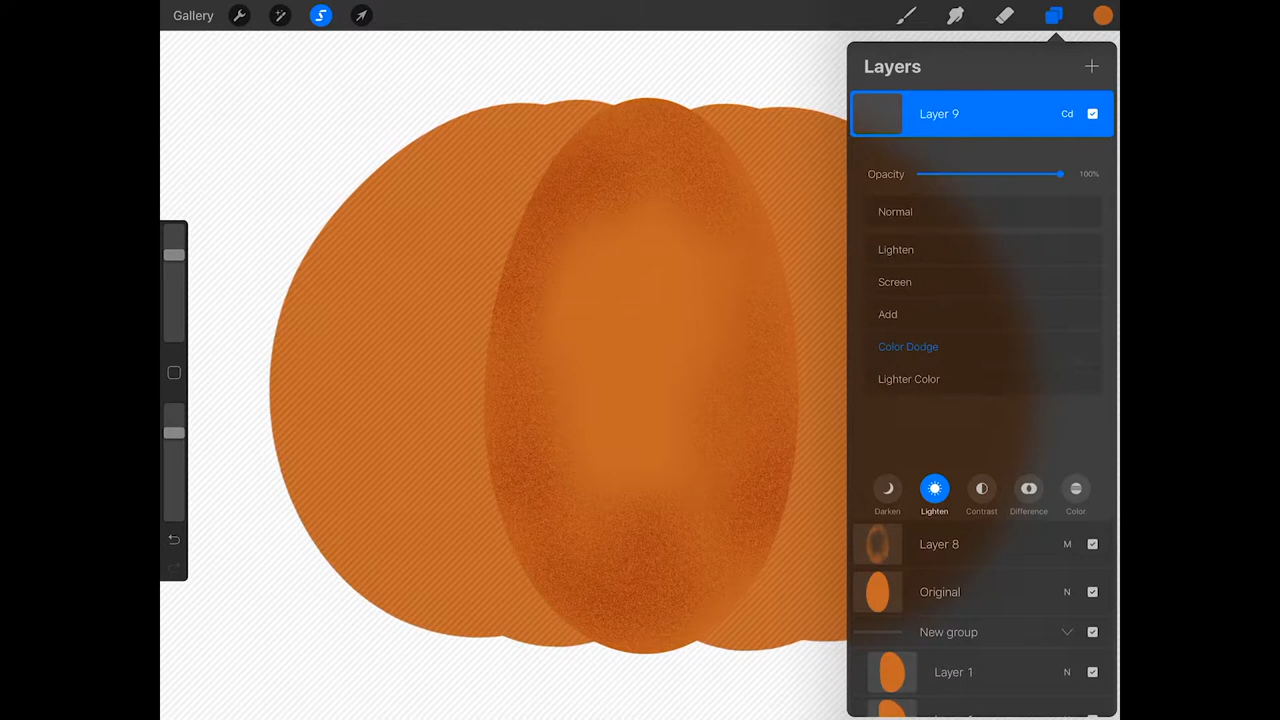 Gallery
Layers
Layer 9 Cd
Opacity 100%
Normal
Lighten
Screen
Add
Color Dodge
Lighter Color
Darken Lighten Contrast Difference Color
Layer 8 M
Original N
New group
Layer 1 N